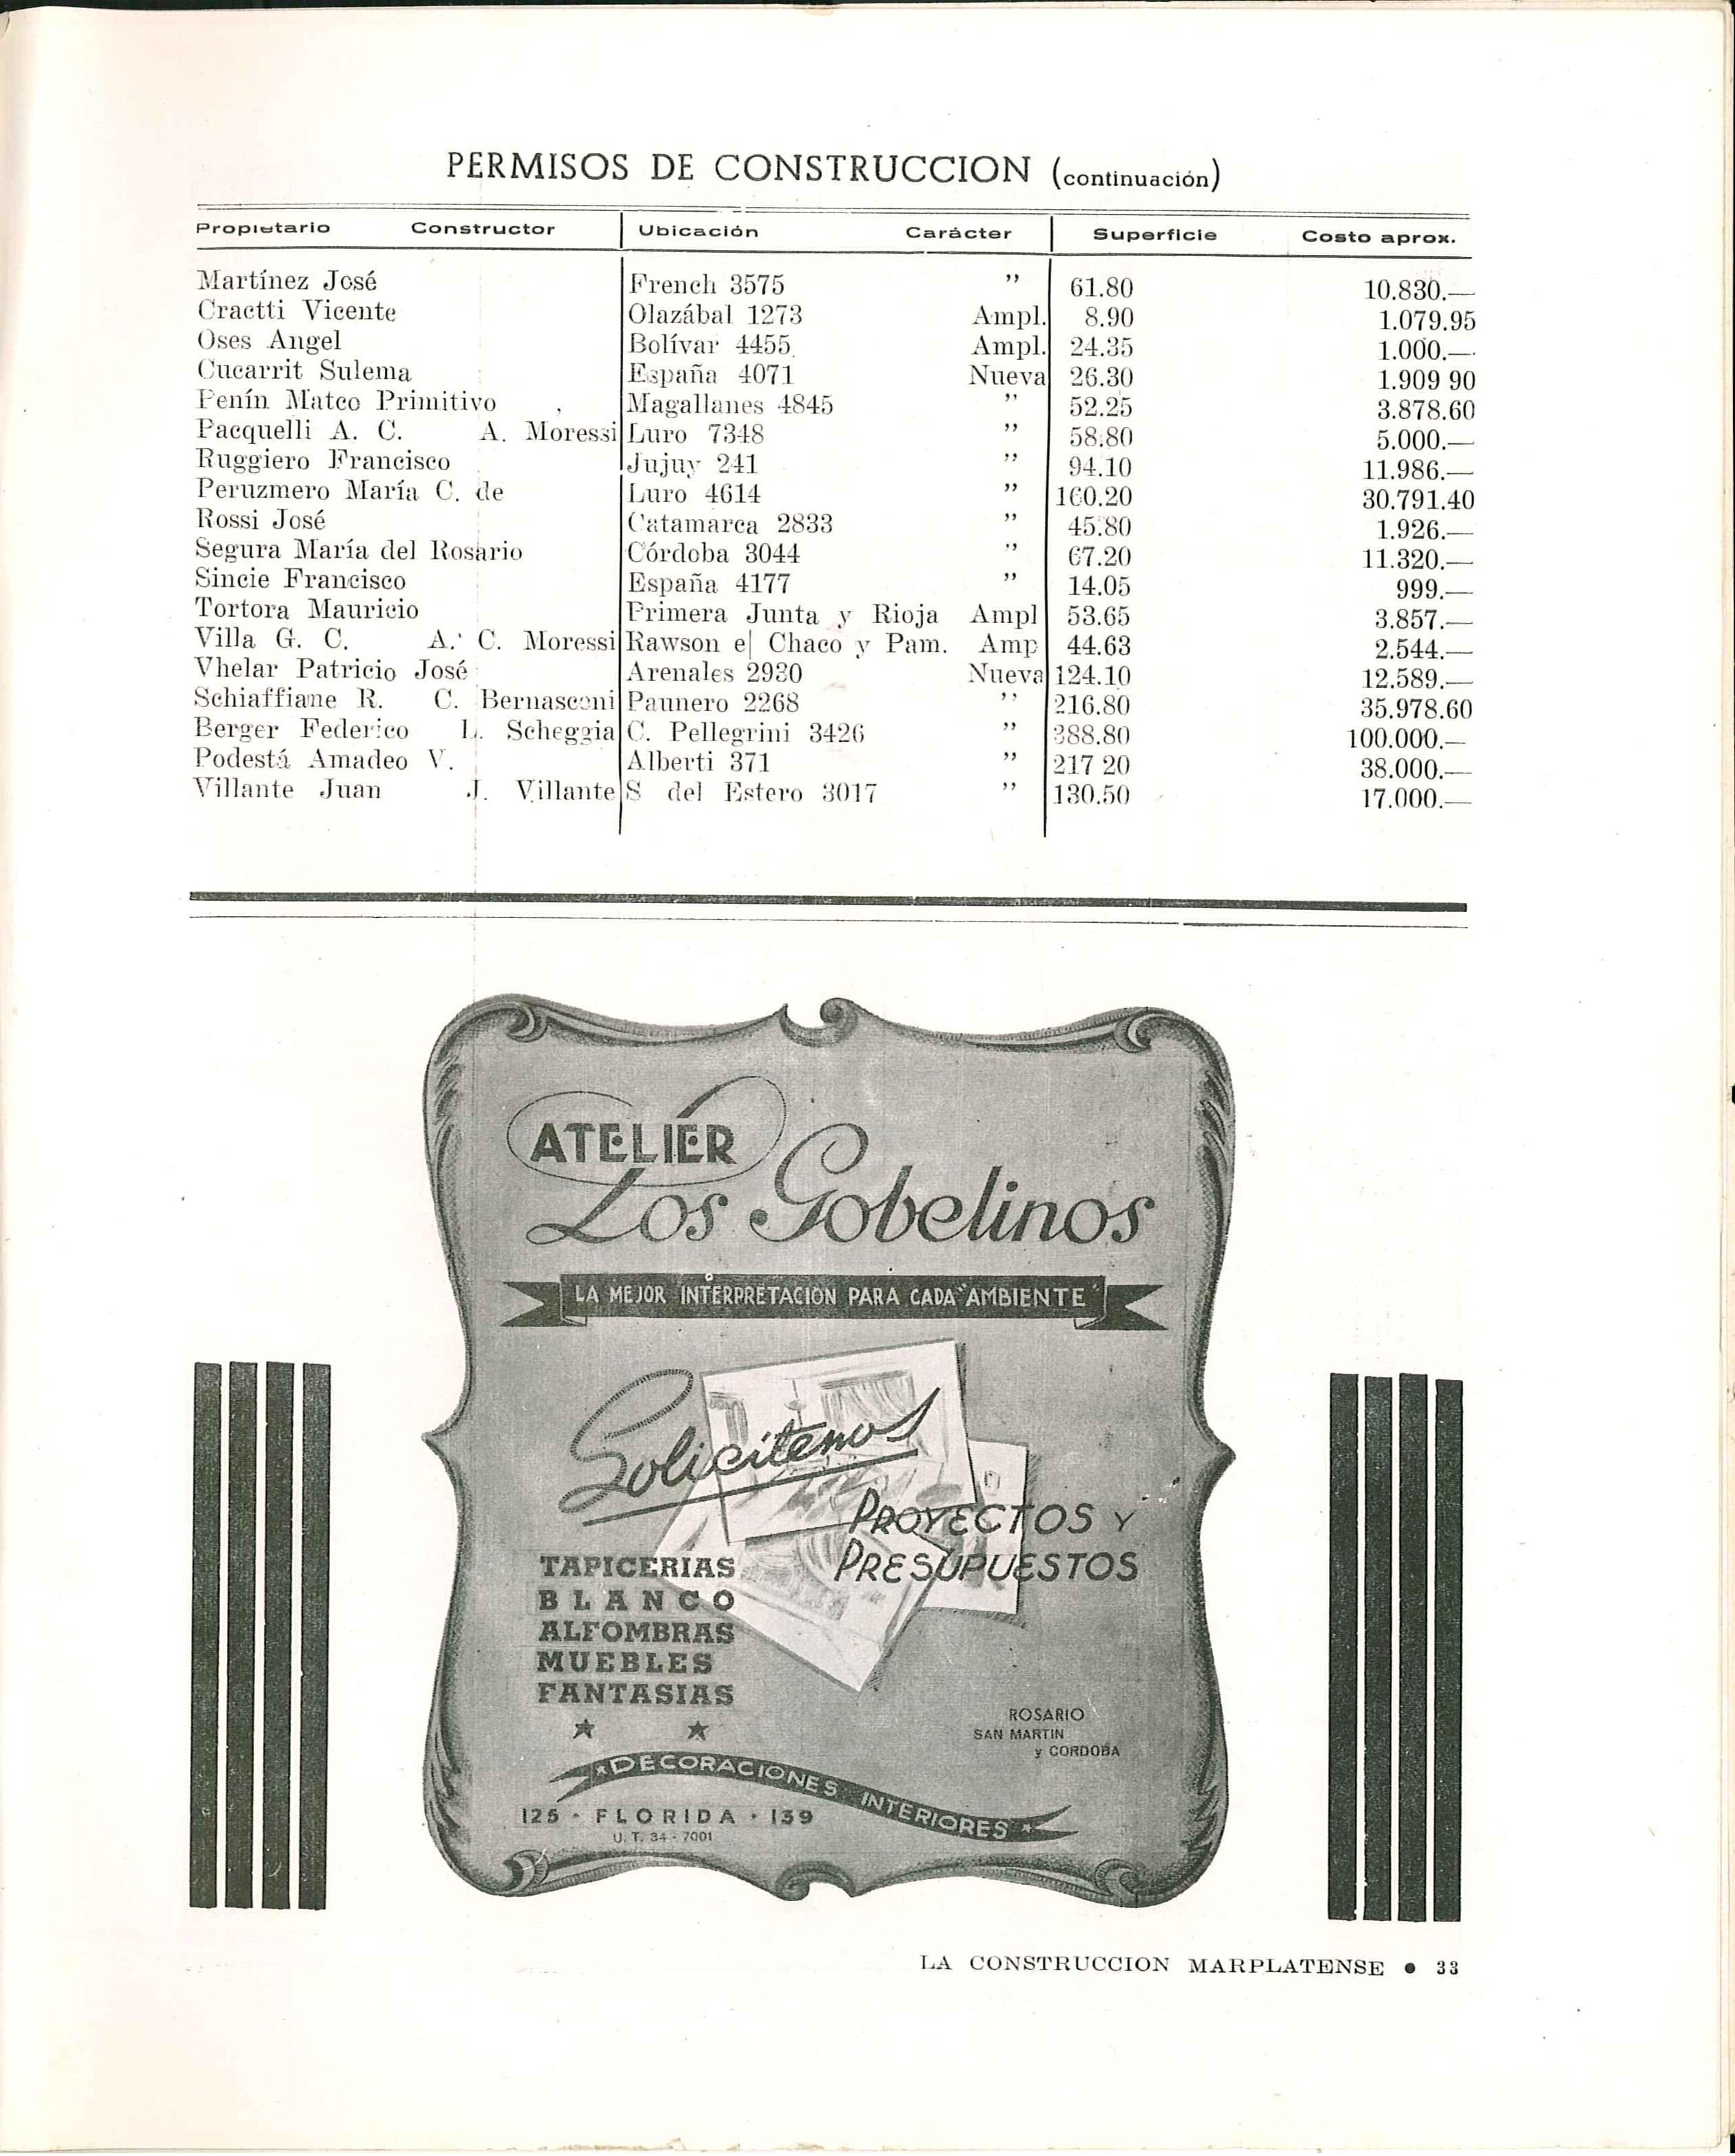 PERMISOS DE CONSTRUCCION (continuación)
Propietario Constructor Ubicación Carácter Superficie Costo aprox.
Martínez José French 3575 ” 61.80 10.830.—
Craetti Vicente Olazábal 1273 Ampl. 8.90 1.079.95
Oses Angel Bolívar 4455 Ampl. 24.35 1.000.—
Cucarrit Sulema España 4071 Nueva 26.30 1.909 90
Penín Mateo Primitivo Magallanes 4845 ” 52.25 3.878.60
Pacquelli A. C. A. Moressi Luro 7348 ” 58.80 5.000.—
Ruggiero Francisco Jujuy 241 ” 94.10 11.986.—
Peruzmero María C. de Luro 4614 ” 160.20 30.791.40
Rossi José Catamarca 2833 ” 45.80 1.926.—
Segura María del Rosario Córdoba 3044 ” 67.20 11.320.—
Sincie Francisco España 4177 ” 14.05 999.—
Tortora Mauricio Primera Junta y Rioja Ampl 53.65 3.857.—
Villa G. C. A. C. Moressi Rawson e| Chaco y Pam. Amp 44.63 2.544.—
Vhelar Patricio José Arenales 2930 Nueva 124.10 12.589.—
Schiaffiane R. C. Bernasconi Paunero 2268 ” 216.80 35.978.60
Berger Federico L. Scheggia C. Pellegrini 3426 ” 388.80 100.000.—
Podestá Amadeo V. Alberti 371 ” 217 20 38.000.—
Villante Juan J. Villante S del Estero 3017 ” 130.50 17.000.—
ATELIER
Los Gobelinos
LA MEJOR INTERPRETACION PARA CADA "AMBIENTE"
Solicítenos
PROYECTOS Y
PRESUPUESTOS
TAPICERIAS
BLANCO
ALFOMBRAS
MUEBLES
FANTASIAS
ROSARIO
SAN MARTIN
y CORDOBA
DECORACIONES INTERIORES
125 - FLORIDA - 139
U. T. 34 - 7001
LA CONSTRUCCION MARPLATENSE • 33